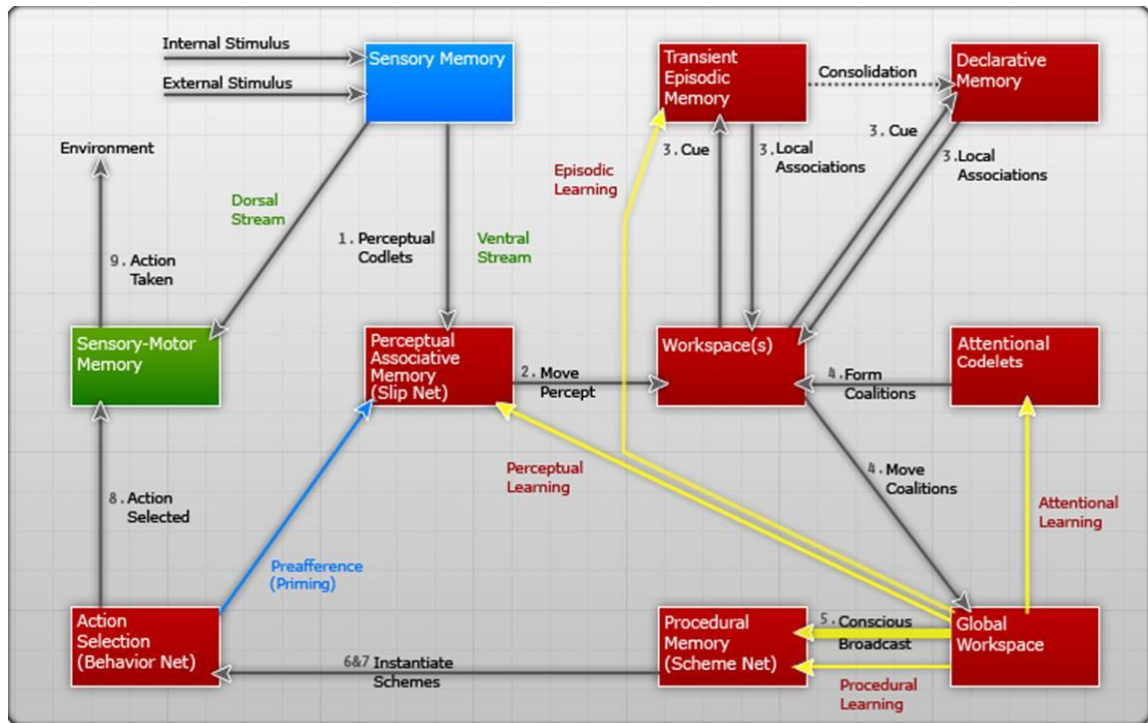 Internal Stimulus
External Stimulus
Sensory Memory
Transient
Episodic
Memory
Consolidation
Declarative
Memory
Environment
3. Cue
3. Local
Associations
3. Cue
3. Local
Associations
Episodic
Learning
Dorsal
Stream
1. Perceptual
Codlets
Ventral
Stream
9. Action
Taken
Sensory-Motor
Memory
Perceptual
Associative
Memory
(Slip Net)
2. Move
Percept
Workspace(s)
4. Form
Coalitions
Attentional
Codelets
Perceptual
Learning
4. Move
Coalitions
Attentional
Learning
8. Action
Selected
Preafference
(Priming)
Action
Selection
(Behavior Net)
6&7 Instantiate
Schemes
Procedural
Memory
(Scheme Net)
5. Conscious
Broadcast
Procedural
Learning
Global
Workspace